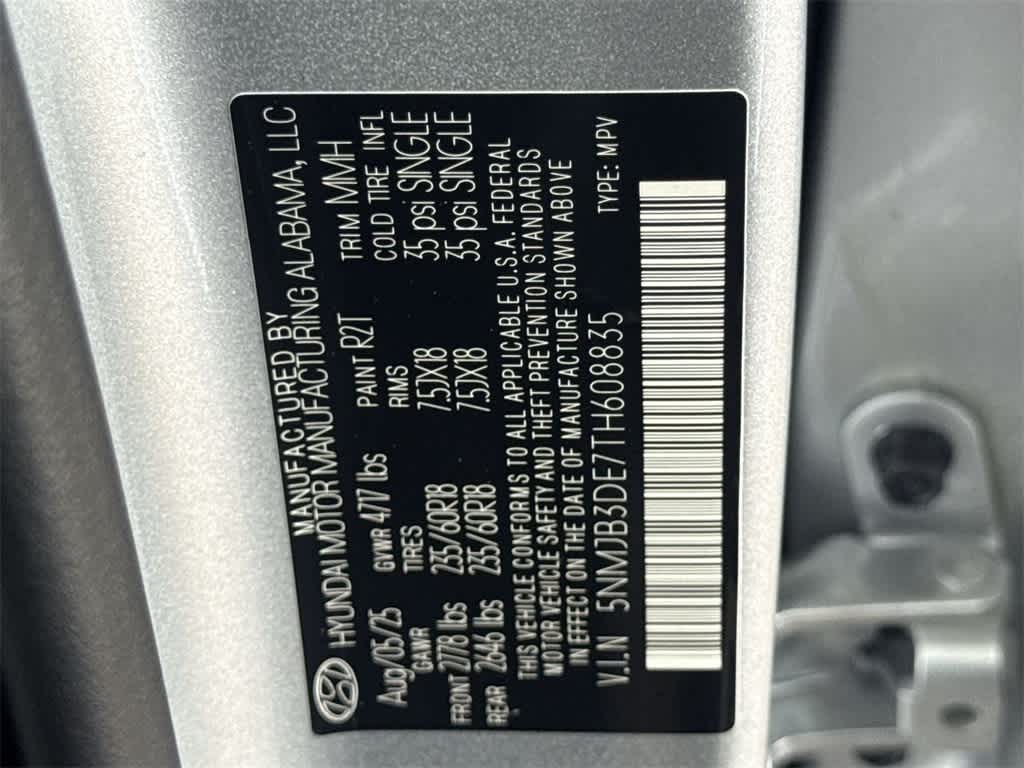 MANUFACTURED BY
HYUNDAI MOTOR MANUFACTURING ALABAMA, LLC
Aug/05/25 GVWR 4717 lbs PAINT R2T TRIM MMH
GAWR TIRES RIMS COLD TIRE INFL
FRONT 2778 lbs 235/60R18 7.5JX18 35 psi SINGLE
REAR 2646 lbs 235/60R18 7.5JX18 35 psi SINGLE
THIS VEHICLE CONFORMS TO ALL APPLICABLE U.S.A. FEDERAL
MOTOR VEHICLE SAFETY AND THEFT PREVENTION STANDARDS
IN EFFECT ON THE DATE OF MANUFACTURE SHOWN ABOVE
V.I.N 5NMJB3DE7TH608835 TYPE: MPV